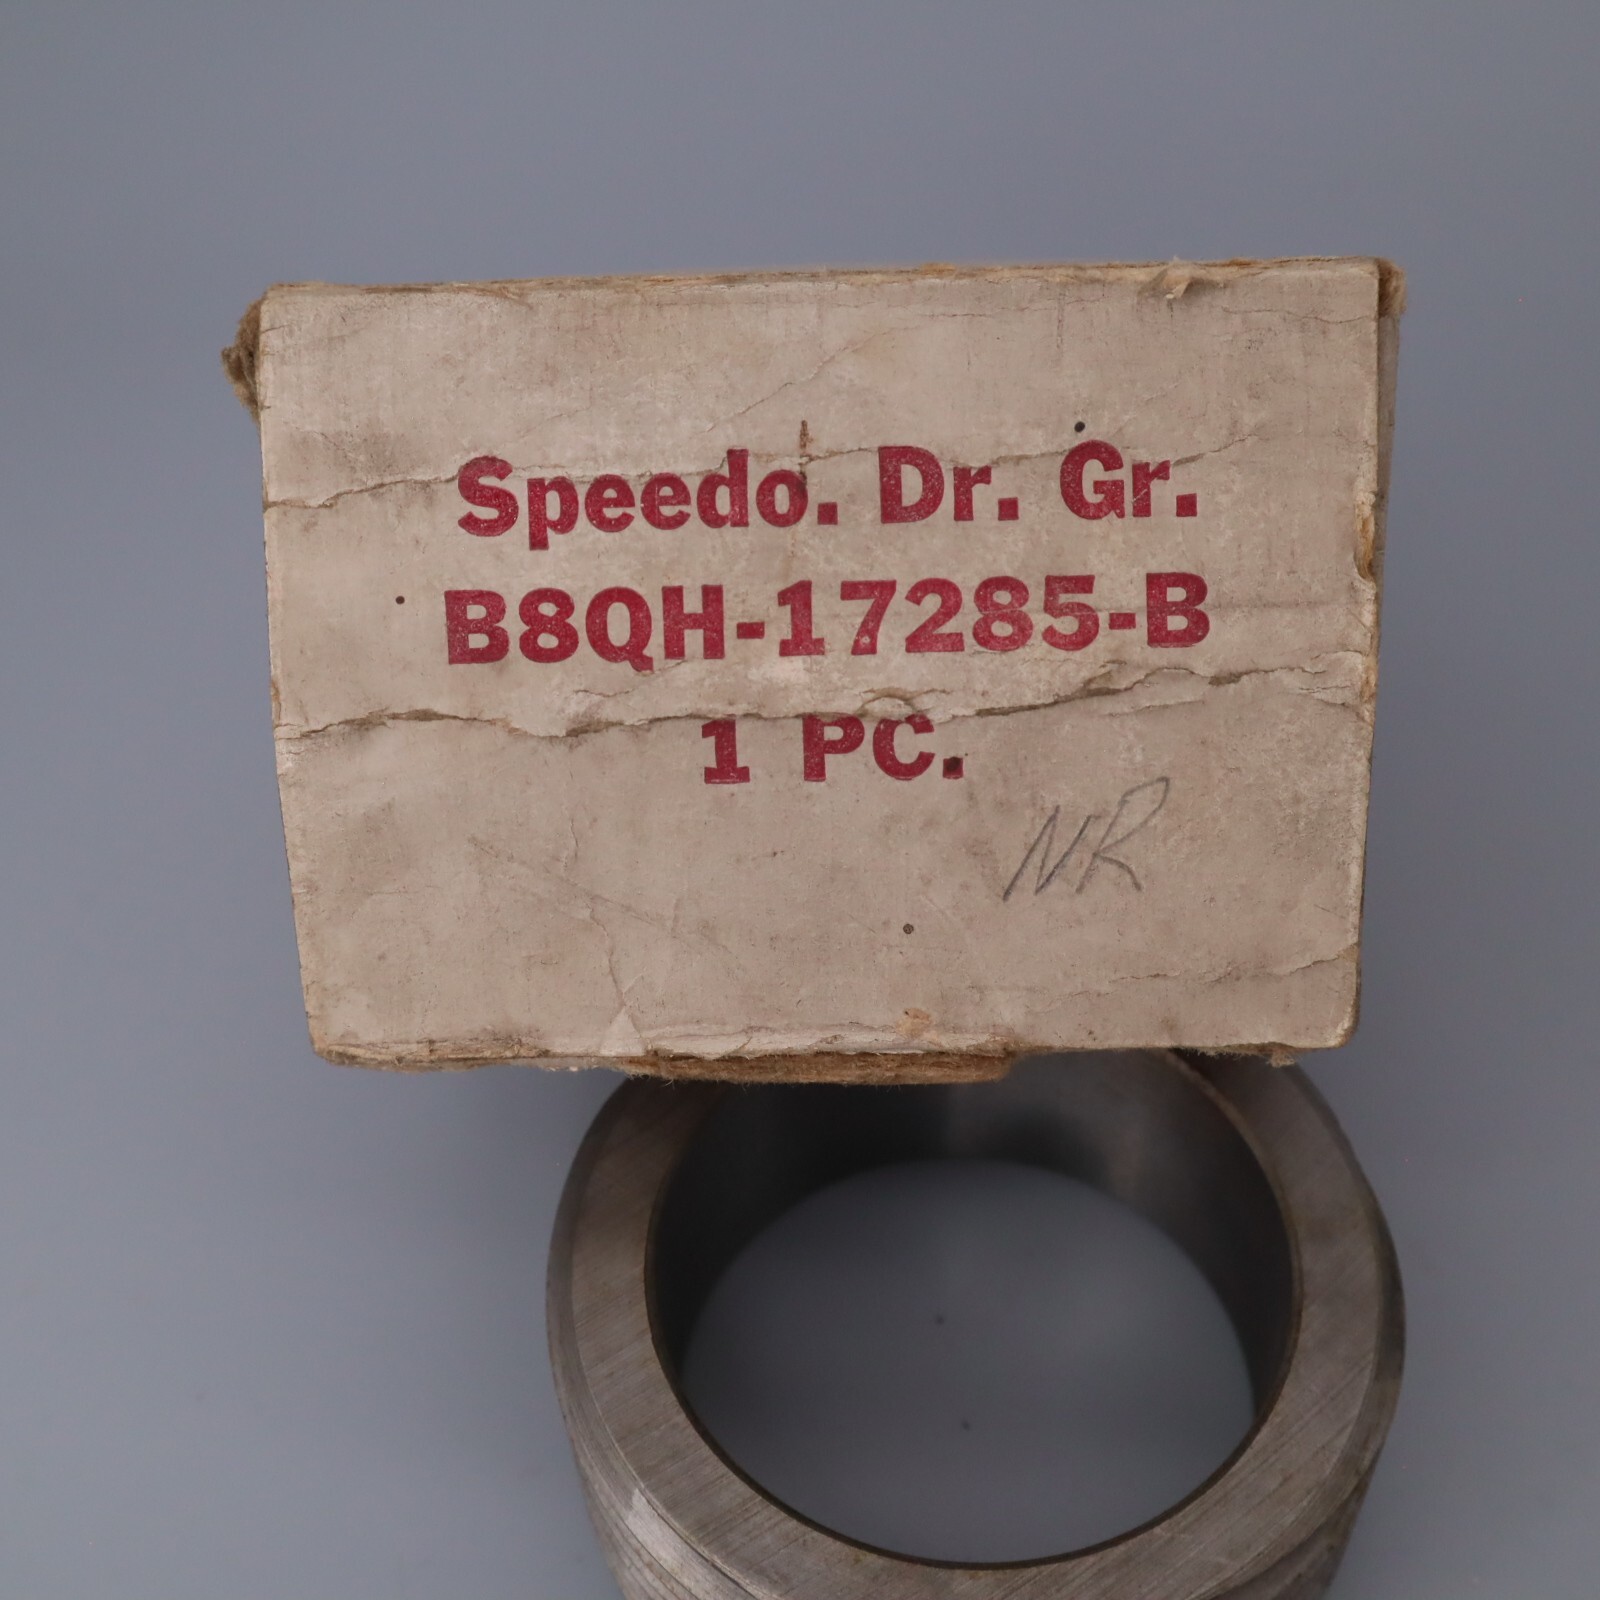 Speedo. Dr. Gr.
B8QH-17285-B
1 PC.
NR